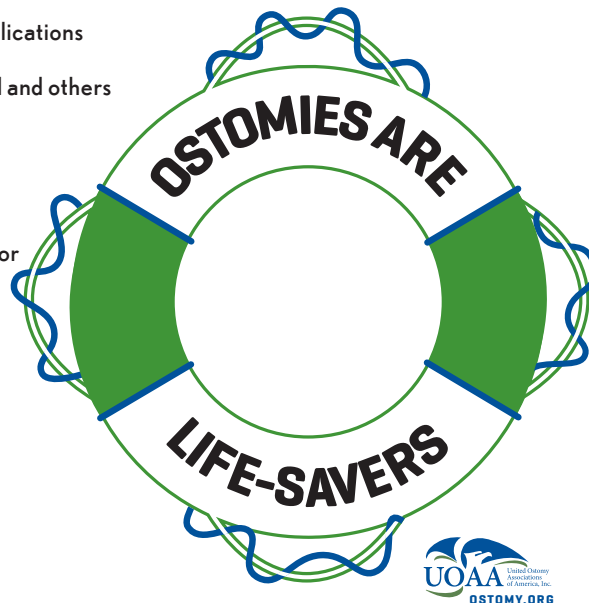 lications
l and others
or
OSTOMIES ARE
LIFE-SAVERS
UOAA
United Ostomy
Associations
of America, Inc.
OSTOMY.ORG